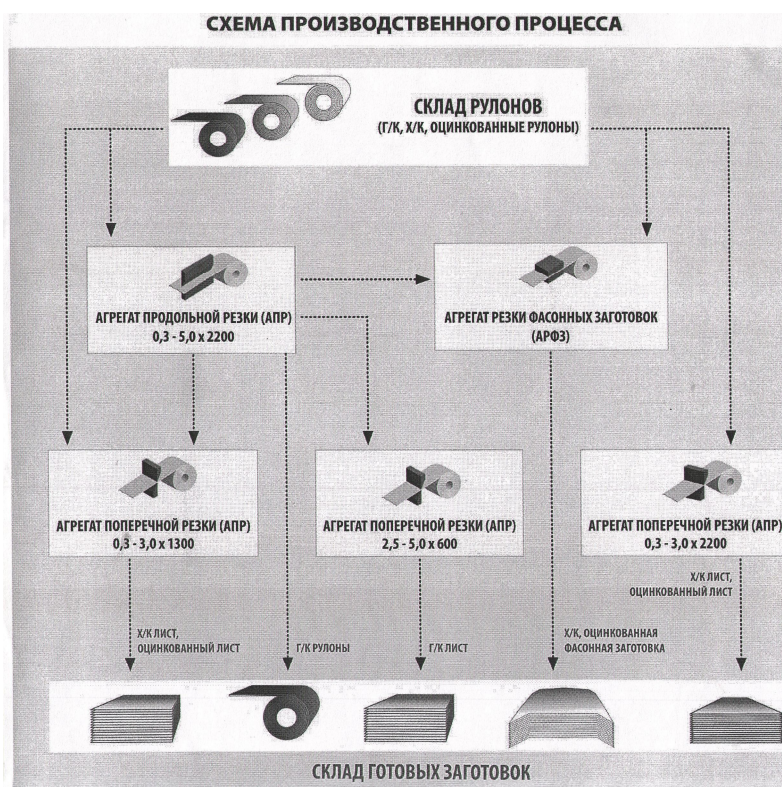 СХЕМА ПРОИЗВОДСТВЕННОГО ПРОЦЕССА
СКЛАД РУЛОНОВ
(Г/К, Х/К, ОЦИНКОВАННЫЕ РУЛОНЫ)
АГРЕГАТ ПРОДОЛЬНОЙ РЕЗКИ (АПР)
0,3 - 5,0 х 2200
АГРЕГАТ РЕЗКИ ФАСОННЫХ ЗАГОТОВОК
(АРФЗ)
АГРЕГАТ ПОПЕРЕЧНОЙ РЕЗКИ (АПР)
0,3 - 3,0 х 1300
АГРЕГАТ ПОПЕРЕЧНОЙ РЕЗКИ (АПР)
2,5 - 5,0 х 600
АГРЕГАТ ПОПЕРЕЧНОЙ РЕЗКИ (АПР)
0,3 - 3,0 х 2200
Х/К ЛИСТ,
ОЦИНКОВАННЫЙ ЛИСТ
Г/К РУЛОНЫ
Г/К ЛИСТ
Х/К, ОЦИНКОВАННАЯ
ФАСОННАЯ ЗАГОТОВКА
Х/К ЛИСТ,
ОЦИНКОВАННЫЙ ЛИСТ
СКЛАД ГОТОВЫХ ЗАГОТОВОК